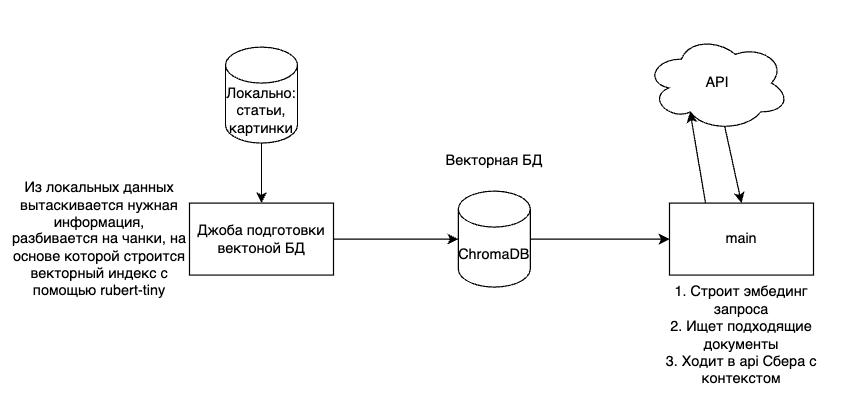 Локально:
статьи,
картинки
API
Векторная БД
Из локальных данных
вытаскивается нужная
информация,
разбивается на чанки, на
основе которой строится
векторный индекс с
помощью rubert-tiny
Джоба подготовки
вектоной БД
ChromaDB
main
1. Строит эмбединг
запроса
2. Ищет подходящие
документы
3. Ходит в api Сбера с
контекстом